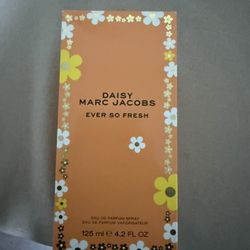 DAISY
MARC JACOBS
EVER SO FRESH
EAU DE PARFUM SPRAY
EAU DE PARFUM VAPORISATEUR
125 ml ℮ 4.2 FL OZ